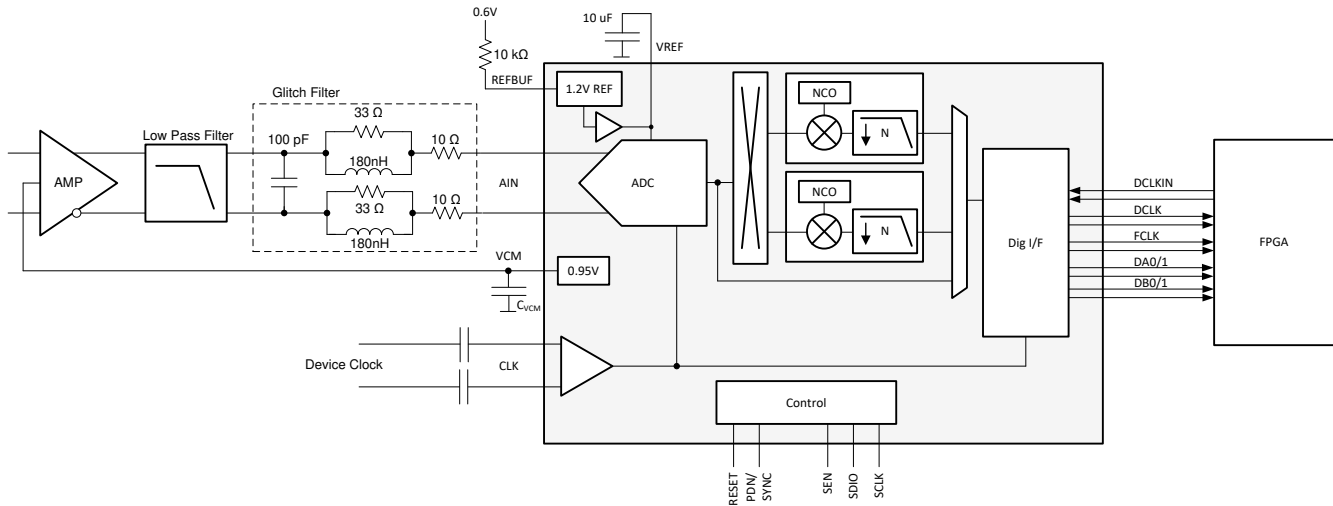 0.6V
10 uF
10 kΩ
VREF
REFBUF
1.2V REF
NCO
N
Glitch Filter
33 Ω
Low Pass Filter
100 pF
10 Ω
180nH
AMP
AIN
ADC
33 Ω
10 Ω
180nH
NCO
N
Dig I/F
DCLKIN
DCLK
FCLK
DA0/1
DB0/1
FPGA
VCM
0.95V
CVCM
Device Clock
CLK
Control
RESET
PDN/
SYNC
SEN
SDIO
SCLK